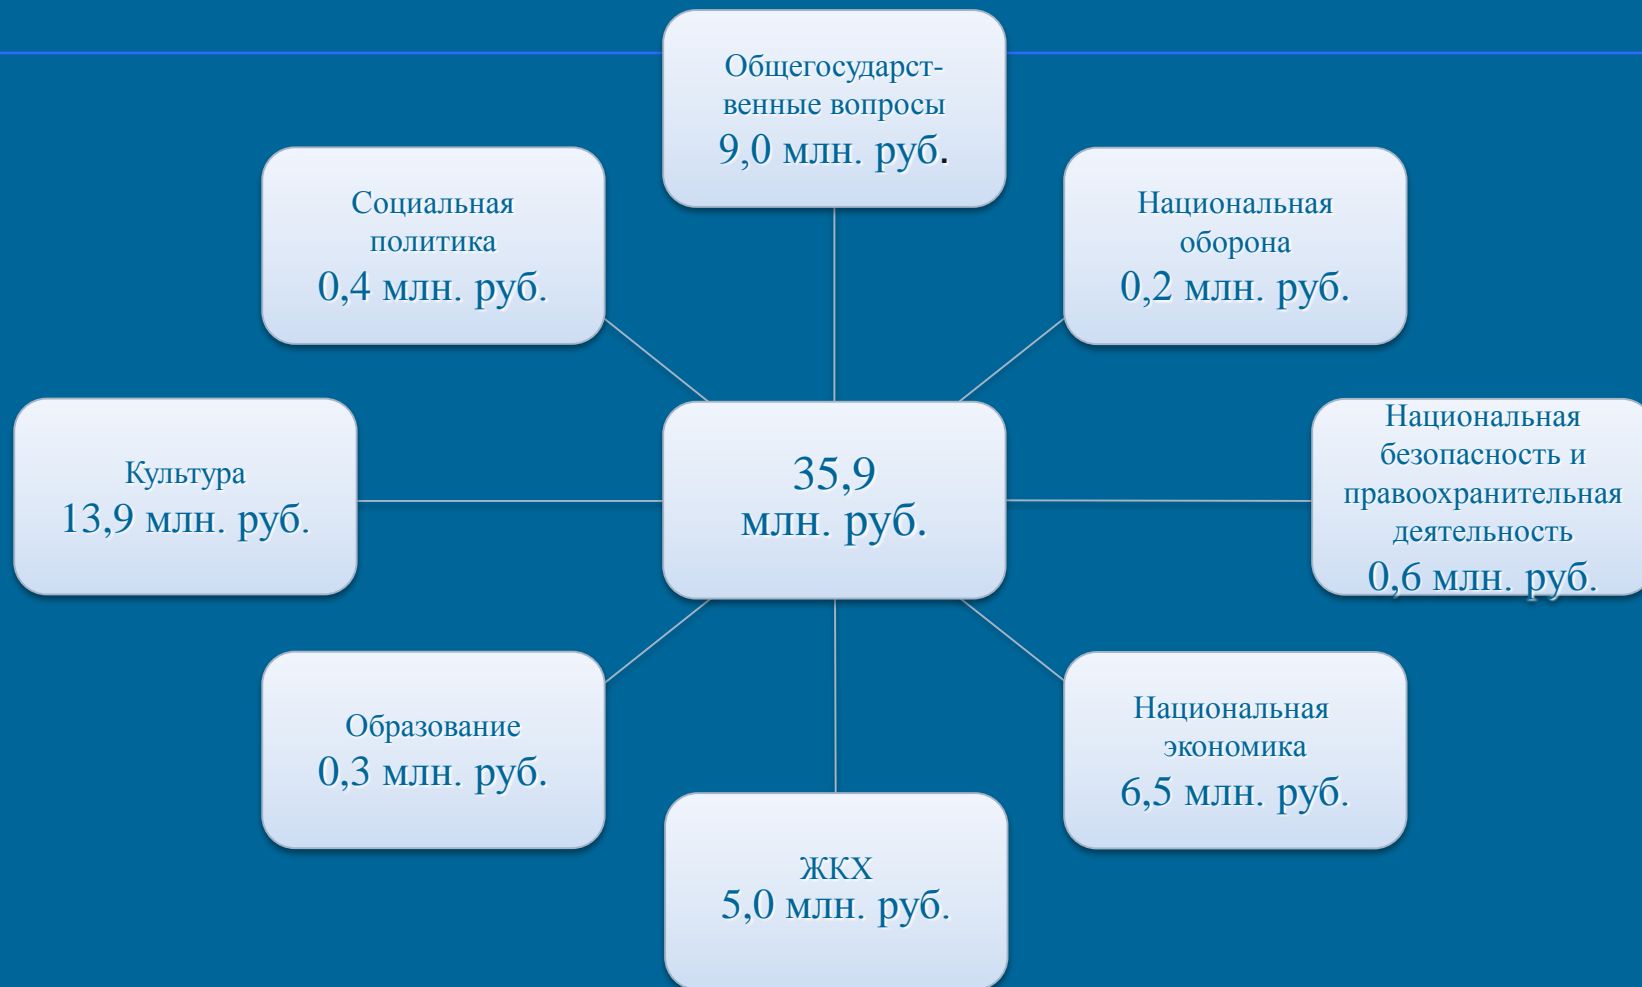 Общегосударст-
венные вопросы
9,0 млн. руб.
Социальная
политика
0,4 млн. руб.
Национальная
оборона
0,2 млн. руб.
Культура
13,9 млн. руб.
35,9
млн. руб.
Национальная
безопасность и
правоохранительная
деятельность
0,6 млн. руб.
Образование
0,3 млн. руб.
Национальная
экономика
6,5 млн. руб.
ЖКХ
5,0 млн. руб.